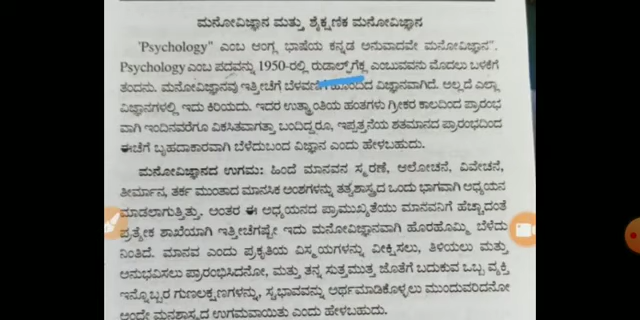 ಮನೋವಿಜ್ಞಾನ ಮತ್ತು ಶೈಕ್ಷಣಿಕ ಮನೋವಿಜ್ಞಾನ
'Psychology" ಎಂಬ ಆಂಗ್ಲ ಭಾಷೆಯ ಕನ್ನಡ ಅನುವಾದವೇ ಮನೋವಿಜ್ಞಾನ".
Psychology ಎಂಬ ಪದವನ್ನು 1950-ರಲ್ಲಿ ರುಡಾಲ್ಫ್‌ಗೆಕ್ಲ ಎಂಬುವವನು ಮೊದಲು ಬಳಕೆಗೆ
ತಂದನು. ಮನೋವಿಜ್ಞಾನವು ಇತ್ತೀಚೆಗೆ ಬೆಳವಣಿಗೆ ಹೊಂದಿದ ವಿಜ್ಞಾನವಾಗಿದೆ. ಅಲ್ಲದೆ ಎಲ್ಲಾ
ವಿಜ್ಞಾನಗಳಲ್ಲಿ ಇದು ಕಿರಿಯದು. ಇದರ ಉತ್ಕ್ರಾಂತಿಯ ಹಂತಗಳು ಗ್ರೀಕರ ಕಾಲದಿಂದ ಪ್ರಾರಂಭ
ವಾಗಿ ಇಂದಿನವರೆಗೂ ವಿಕಸಿತವಾಗತ್ತಾ ಬಂದಿದ್ದರೂ, ಇಪ್ಪತ್ತನೆಯ ಶತಮಾನದ ಪ್ರಾರಂಭದಿಂದ
ಈಚೆಗೆ ಬೃಹದಾಕಾರವಾಗಿ ಬೆಳೆದುಬಂದ ವಿಜ್ಞಾನ ಎಂದು ಹೇಳಬಹುದು.
ಮನೋವಿಜ್ಞಾನದ ಉಗಮ: ಹಿಂದೆ ಮಾನವನ ಸ್ಮರಣೆ, ಆಲೋಚನೆ, ವಿವೇಚನೆ,
ತೀರ್ಮಾನ, ತರ್ಕ ಮುಂತಾದ ಮಾನಸಿಕ ಅಂಶಗಳನ್ನು ತತ್ವಶಾಸ್ತ್ರದ ಒಂದು ಭಾಗವಾಗಿ ಅಧ್ಯಯನ
ಮಾಡಲಾಗುತ್ತಿತ್ತು. ಅಂತರ ಈ ಅಧ್ಯಯನದ ಪ್ರಾಮುಖ್ಯತೆಯು ಮಾನವನಿಗೆ ಹೆಚ್ಚಾದಂತೆ
ಪ್ರತ್ಯೇಕ ಶಾಖೆಯಾಗಿ ಇತ್ತೀಚೆಗಷ್ಟೇ ಇದು ಮನೋವಿಜ್ಞಾನವಾಗಿ ಹೊರಹೊಮ್ಮಿ ಬೆಳೆದು
ನಿಂತಿದೆ. ಮಾನವ ಎಂದು ಪ್ರಕೃತಿಯ ವಿಸ್ಮಯಗಳನ್ನು ವೀಕ್ಷಿಸಲು, ತಿಳಿಯಲು ಮತ್ತು
ಅನುಭವಿಸಲು ಪ್ರಾರಂಭಿಸಿದನೋ, ಮತ್ತು ತನ್ನ ಸುತ್ತಮುತ್ತ ಜೊತೆಗೆ ಬದುಕುವ ಒಬ್ಬ ವ್ಯಕ್ತಿ
ಇನ್ನೊಬ್ಬರ ಗುಣಲಕ್ಷಣಗಳನ್ನು, ಸ್ವಭಾವವನ್ನು ಅರ್ಥಮಾಡಿಕೊಳ್ಳಲು ಮುಂದುವರಿದನೋ
ಅಂದೇ ಮನಶಾಸ್ತ್ರದ ಉಗಮವಾಯಿತು ಎಂದು ಹೇಳಬಹುದು.